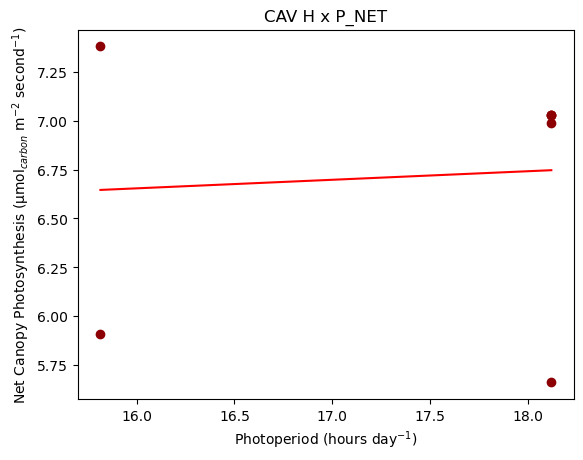 CAV H x P_NET
Net Canopy Photosynthesis (μmol_{carbon} m^{-2} second^{-1})
7.25
7.00
6.75
6.50
6.25
6.00
5.75
16.0 16.5 17.0 17.5 18.0
Photoperiod (hours day^{-1})